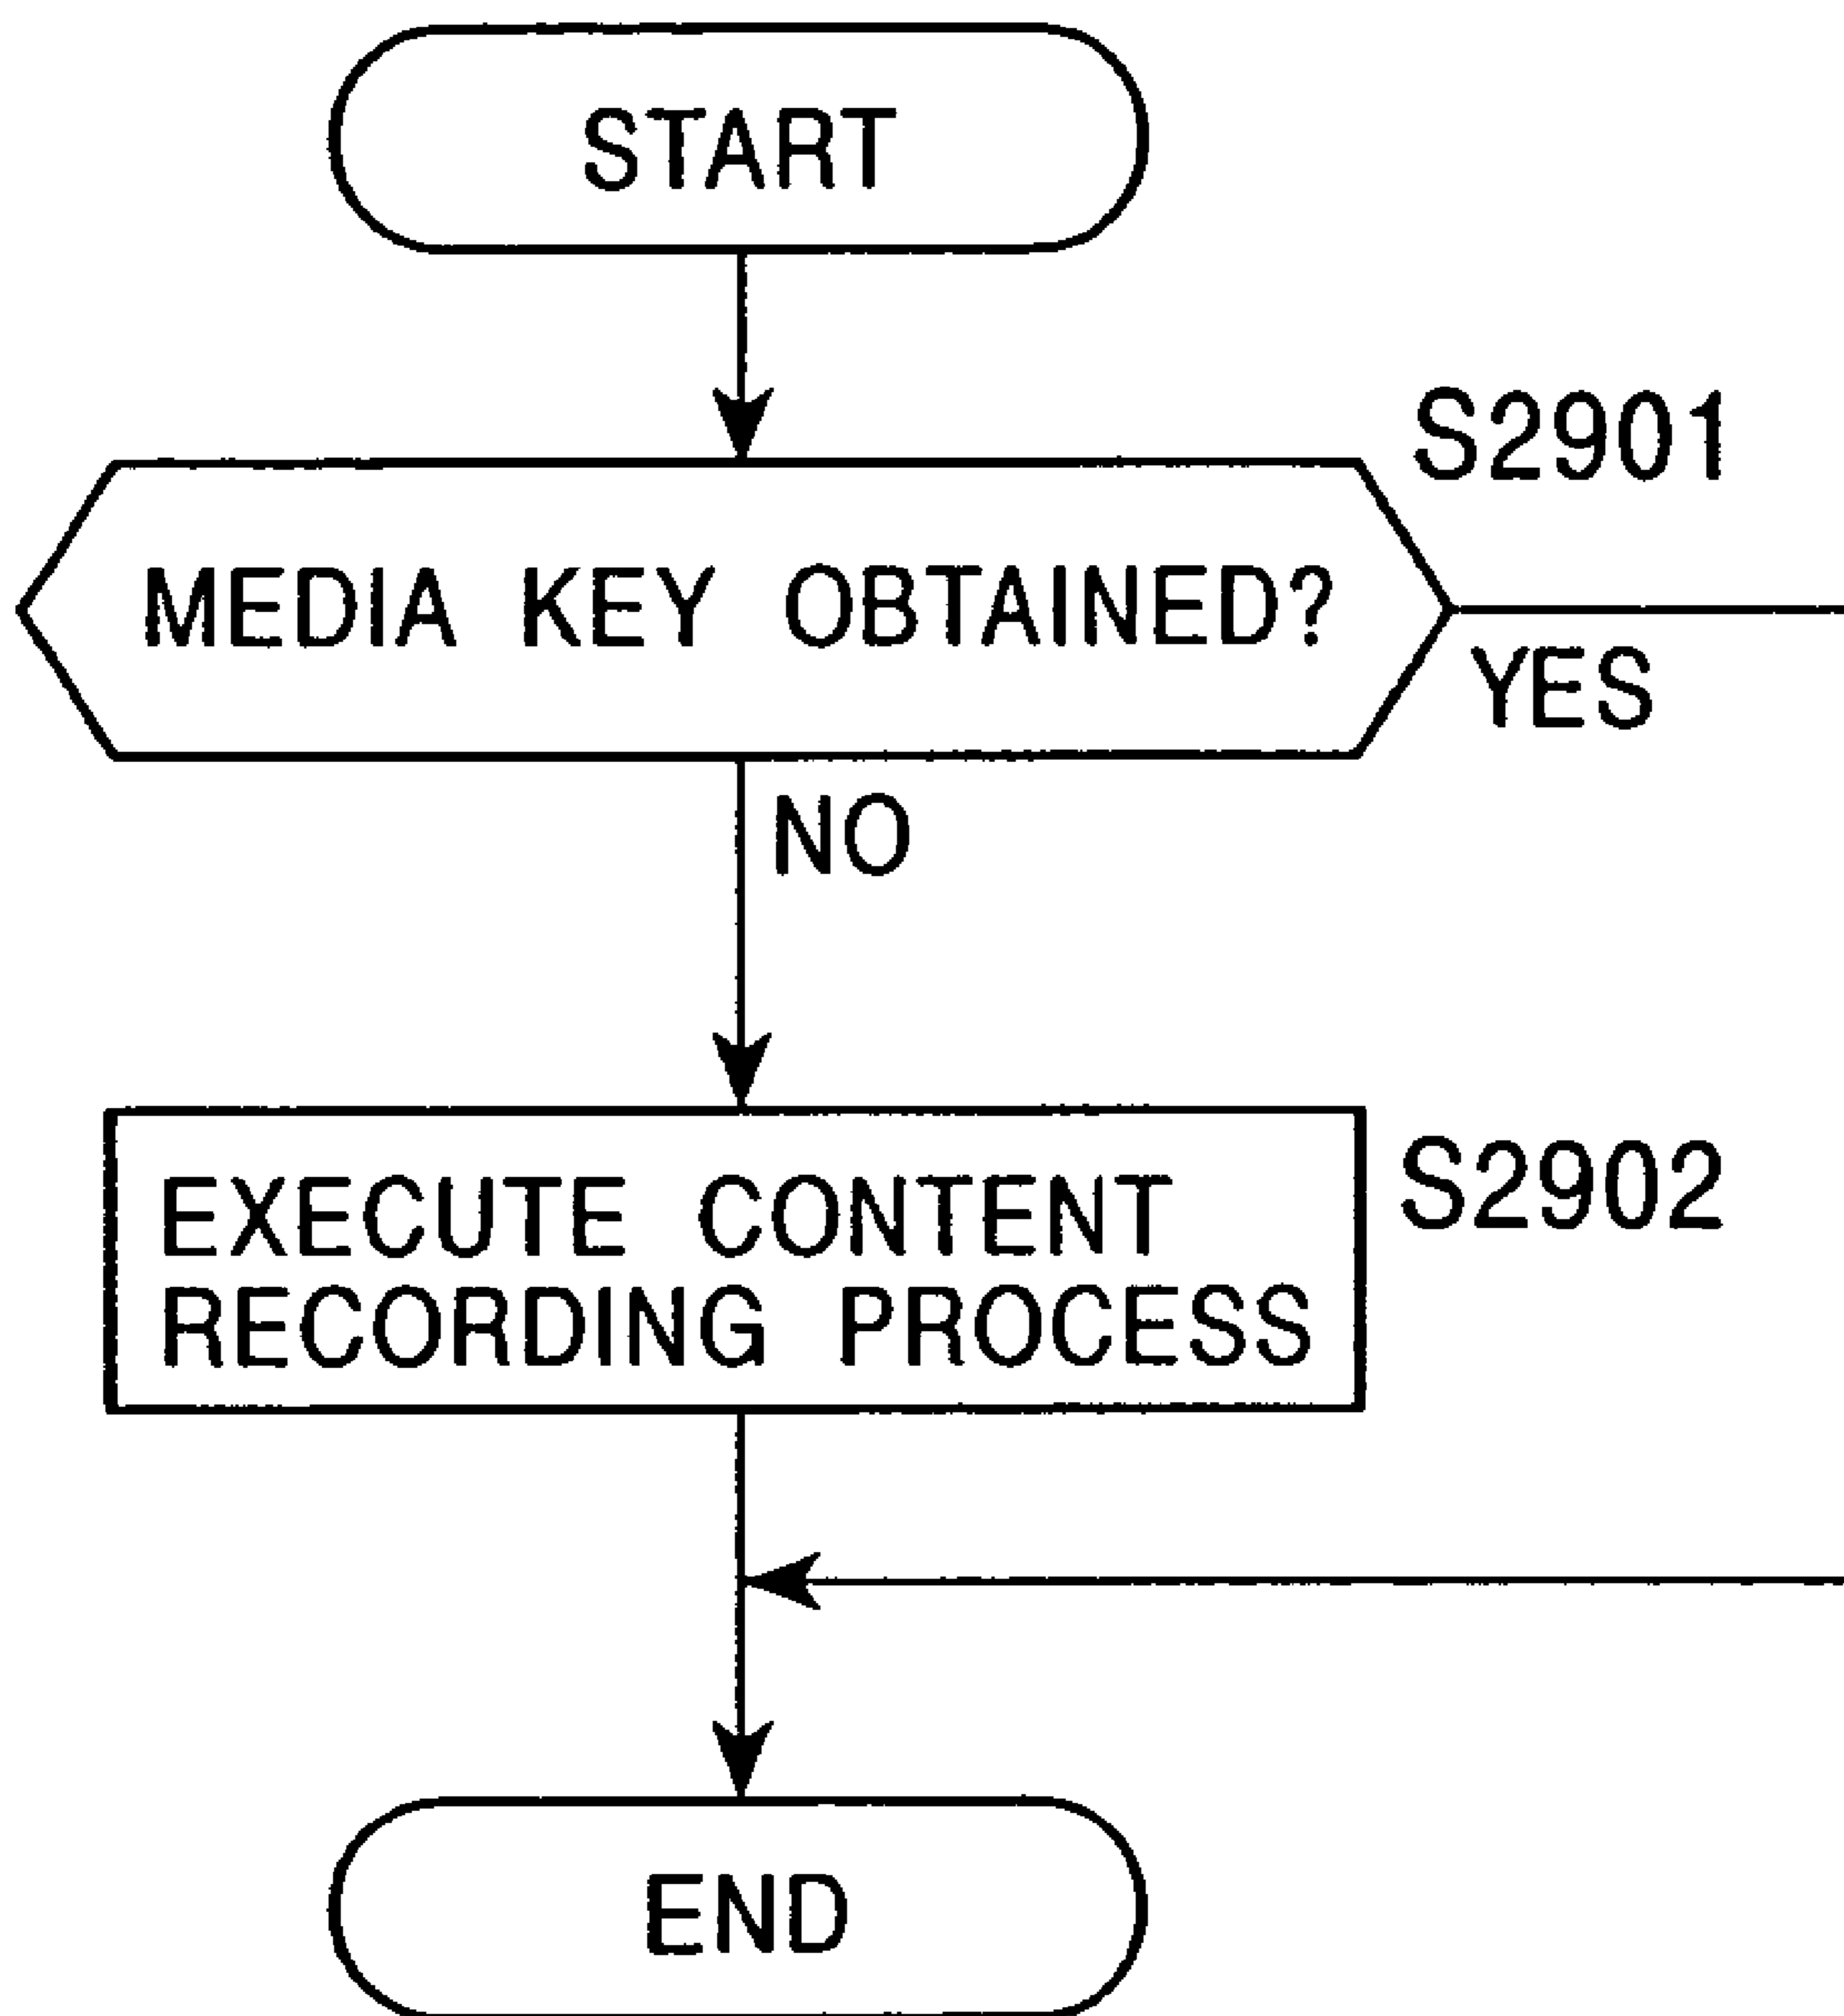 START
S2901
MEDIA KEY OBTAINED?
YES
NO
EXECUTE CONTENT
RECORDING PROCESS
S2902
END